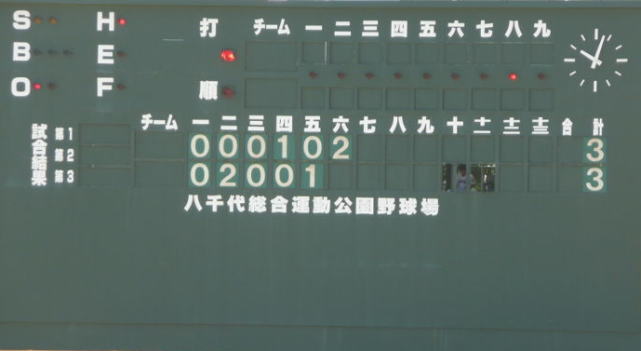 S H 打 チーム 一 二 三 四 五 六 七 八 九
B E
O F 順
チーム 一 二 三 四 五 六 七 八 九 十 十一 十二 十三 合 計
試合結果 第1
第2 0 0 0 1 0 2 3
第3 0 2 0 0 1 3
八千代総合運動公園野球場